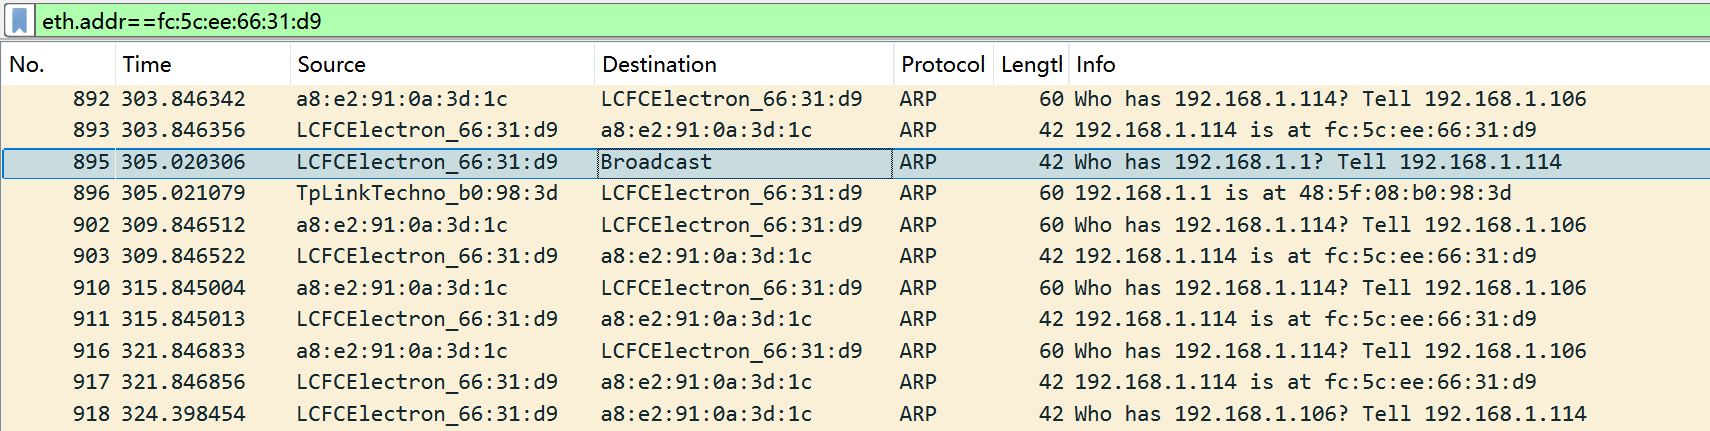 eth.addr==fc:5c:ee:66:31:d9
No. Time Source Destination Protocol Lengtl Info
892 303.846342 a8:e2:91:0a:3d:1c LCFCElectron_66:31:d9 ARP 60 Who has 192.168.1.114? Tell 192.168.1.106
893 303.846356 LCFCElectron_66:31:d9 a8:e2:91:0a:3d:1c ARP 42 192.168.1.114 is at fc:5c:ee:66:31:d9
895 305.020306 LCFCElectron_66:31:d9 Broadcast ARP 42 Who has 192.168.1.1? Tell 192.168.1.114
896 305.021079 TpLinkTechno_b0:98:3d LCFCElectron_66:31:d9 ARP 60 192.168.1.1 is at 48:5f:08:b0:98:3d
902 309.846512 a8:e2:91:0a:3d:1c LCFCElectron_66:31:d9 ARP 60 Who has 192.168.1.114? Tell 192.168.1.106
903 309.846522 LCFCElectron_66:31:d9 a8:e2:91:0a:3d:1c ARP 42 192.168.1.114 is at fc:5c:ee:66:31:d9
910 315.845004 a8:e2:91:0a:3d:1c LCFCElectron_66:31:d9 ARP 60 Who has 192.168.1.114? Tell 192.168.1.106
911 315.845013 LCFCElectron_66:31:d9 a8:e2:91:0a:3d:1c ARP 42 192.168.1.114 is at fc:5c:ee:66:31:d9
916 321.846833 a8:e2:91:0a:3d:1c LCFCElectron_66:31:d9 ARP 60 Who has 192.168.1.114? Tell 192.168.1.106
917 321.846856 LCFCElectron_66:31:d9 a8:e2:91:0a:3d:1c ARP 42 192.168.1.114 is at fc:5c:ee:66:31:d9
918 324.398454 LCFCElectron_66:31:d9 a8:e2:91:0a:3d:1c ARP 42 Who has 192.168.1.106? Tell 192.168.1.114